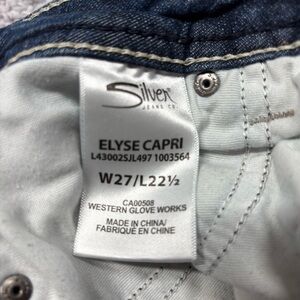 Silver
JEANS CO.
ELYSE CAPRI
L43002SJL497 1003564
W27/L22½
CA00508
WESTERN GLOVE WORKS
MADE IN CHINA/
FABRIQUÉ EN CHINE